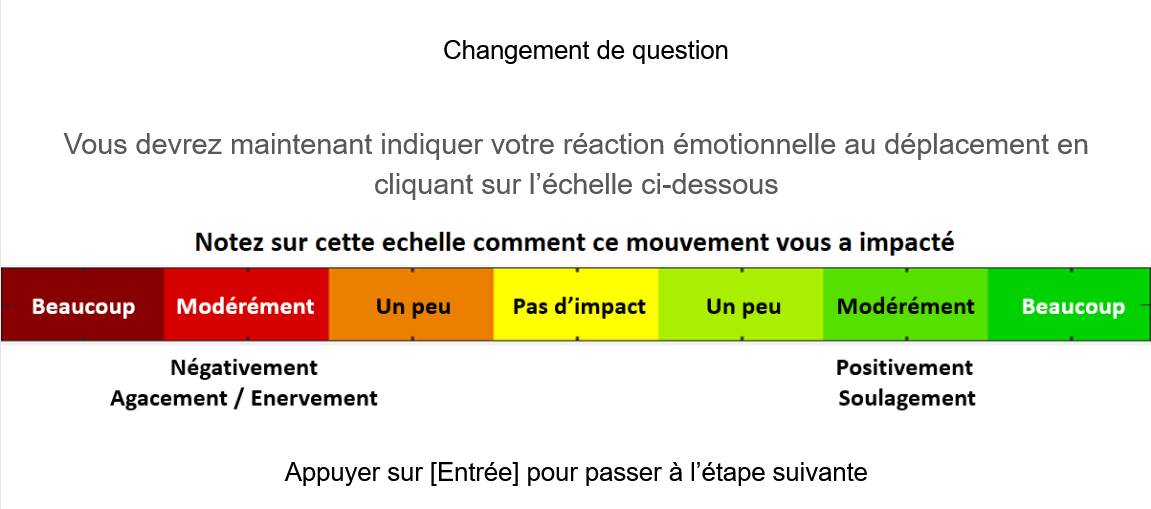 Changement de question
Vous devrez maintenant indiquer votre réaction émotionnelle au déplacement en
cliquant sur l’échelle ci-dessous
Notez sur cette echelle comment ce mouvement vous a impacté
Beaucoup Modérément Un peu Pas d’impact Un peu Modérément Beaucoup
Négativement Positivement
Agacement / Enervement Soulagement
Appuyer sur [Entrée] pour passer à l’étape suivante